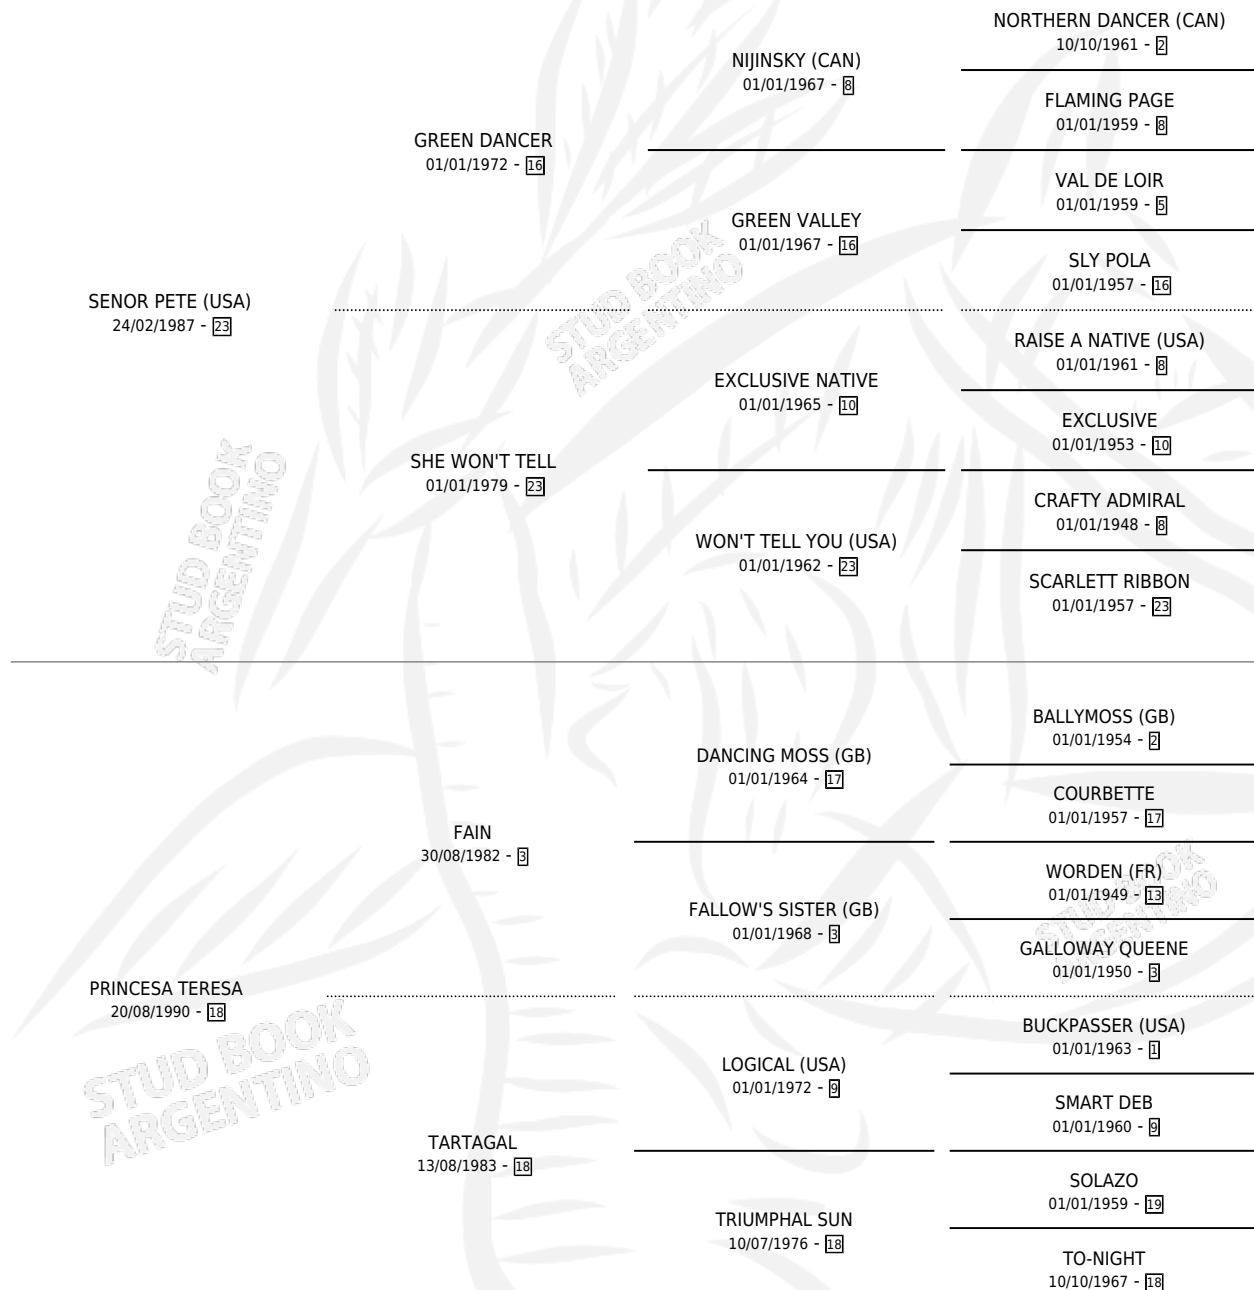 NORTHERN DANCER (CAN)
10/10/1961 - 2
NIJINSKY (CAN)
01/01/1967 - 8
FLAMING PAGE
01/01/1959 - 8
GREEN DANCER
01/01/1972 - 16
VAL DE LOIR
01/01/1959 - 5
GREEN VALLEY
01/01/1967 - 16
SLY POLA
01/01/1957 - 16
SENOR PETE (USA)
24/02/1987 - 23
RAISE A NATIVE (USA)
01/01/1961 - 8
EXCLUSIVE NATIVE
01/01/1965 - 10
EXCLUSIVE
01/01/1953 - 10
SHE WON'T TELL
01/01/1979 - 23
CRAFTY ADMIRAL
01/01/1948 - 8
WON'T TELL YOU (USA)
01/01/1962 - 23
SCARLETT RIBBON
01/01/1957 - 23
BALLYMOSS (GB)
01/01/1954 - 2
DANCING MOSS (GB)
01/01/1964 - 17
COURBETTE
01/01/1957 - 17
FAIN
30/08/1982 - 3
WORDEN (FR)
01/01/1949 - 13
FALLOW'S SISTER (GB)
01/01/1968 - 3
GALLOWAY QUEENE
01/01/1950 - 3
PRINCESA TERESA
20/08/1990 - 18
BUCKPASSER (USA)
01/01/1963 - 1
LOGICAL (USA)
01/01/1972 - 9
SMART DEB
01/01/1960 - 9
TARTAGAL
13/08/1983 - 18
SOLAZO
01/01/1959 - 19
TRIUMPHAL SUN
10/07/1976 - 18
TO-NIGHT
10/10/1967 - 18
STUD BOOK
ARGENTINO
STUD BOOK
ARGENTINO
STUD BOOK
ARGENTINO
STUD BOOK
ARGENTINO